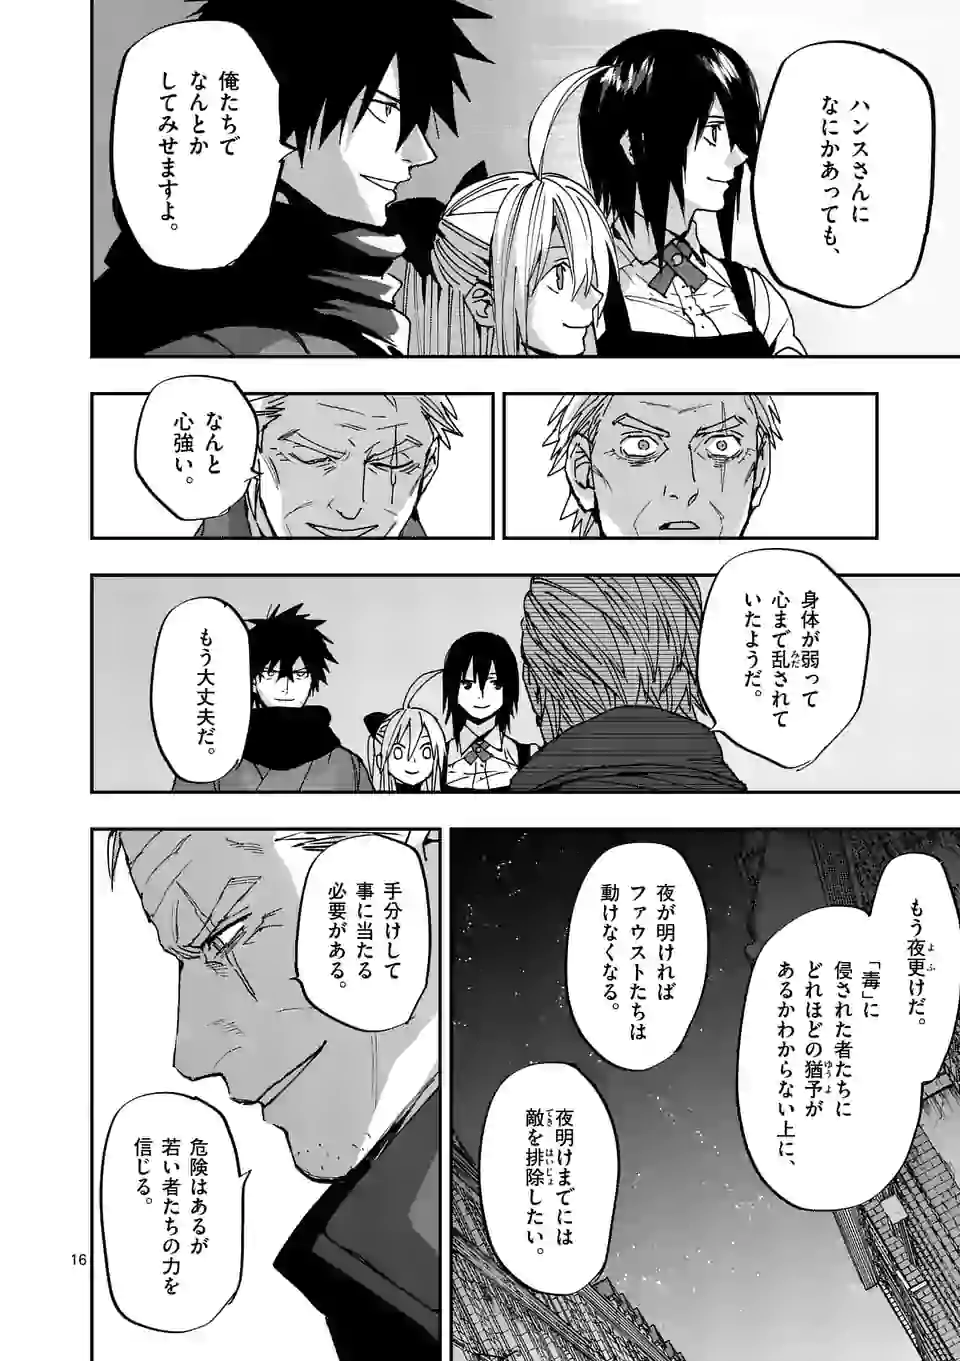 ハンスさんに
なにかあっても、
俺たちで
なんとか
してみせますよ。
なんと
心強い。
身体が弱って
心まで乱されて
いたようだ。
もう大丈夫だ。
もう夜更けだ。
「毒」に
侵された者たちに
どれほどの猶予が
あるかわからない上に、
夜が明ければ
ファウストたちは
動けなくなる。
夜明けまでには
敵を排除したい。
手分けして
事に当たる
必要がある。
危険はあるが
若い者たちの力を
信じる。
16